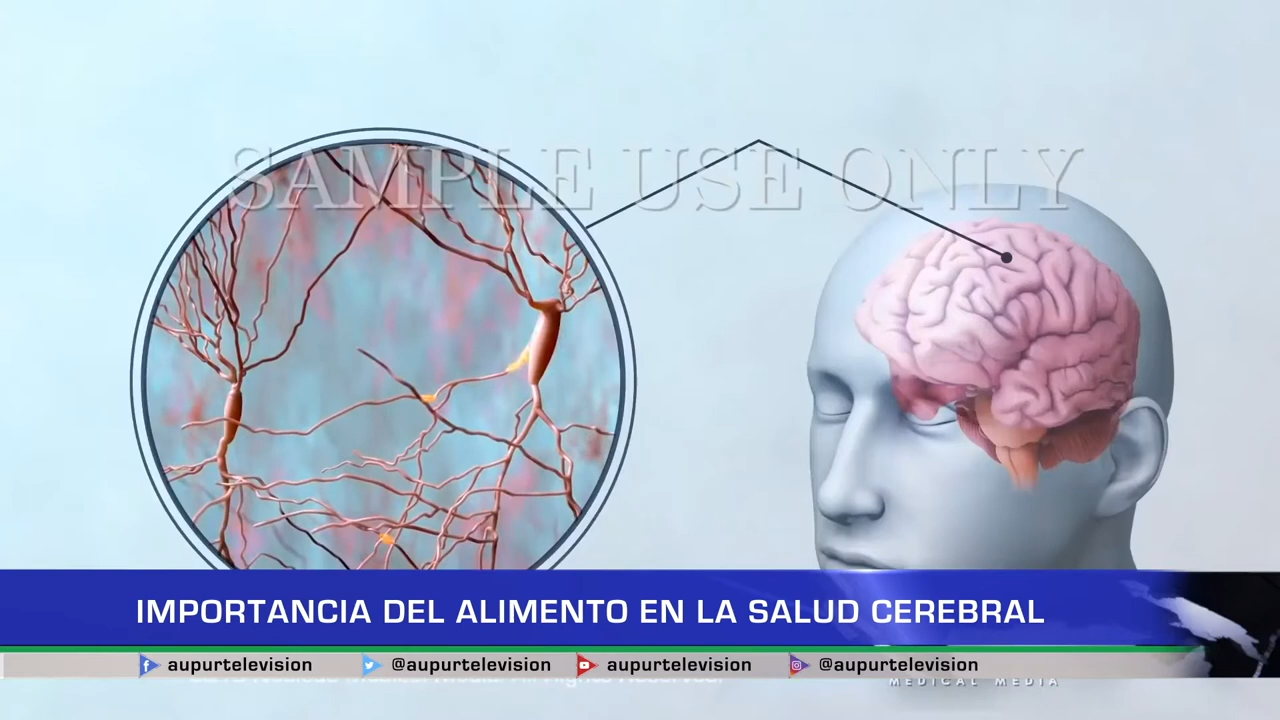 SAMPLE USE ONLY
IMPORTANCIA DEL ALIMENTO EN LA SALUD CEREBRAL
aupurtelevision @aupurtelevision aupurtelevision @aupurtelevision
MEDICAL MEDIA